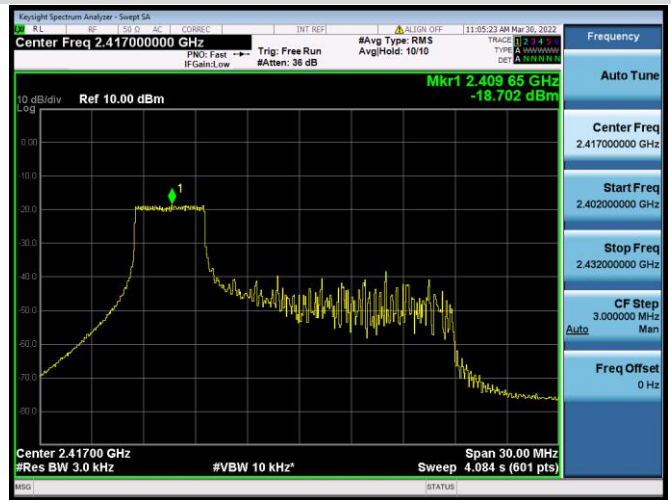 Keysight Spectrum Analyzer - Swept SA
RL RF 50 Ω AC CORREC INT REF ALIGN OFF 11:05:23 AM Mar 30, 2022
Center Freq 2.417000000 GHz
PNO: Fast
IFGain:Low
Trig: Free Run
#Atten: 36 dB
#Avg Type: RMS
Avg|Hold: 10/10
TRACE 1 2 3 4 5 6
TYPE A WWWWW
DET A N N N N N
Mkr1 2.409 65 GHz
-18.702 dBm
10 dB/div Ref 10.00 dBm
Log
0.00
-10.0
-20.0
-30.0
-40.0
-50.0
-60.0
-70.0
-80.0
1
Center 2.41700 GHz
Span 30.00 MHz
#Res BW 3.0 kHz
#VBW 10 kHz*
Sweep 4.084 s (601 pts)
MSG
STATUS
Frequency
Auto Tune
Center Freq
2.417000000 GHz
Start Freq
2.402000000 GHz
Stop Freq
2.432000000 GHz
CF Step
3.000000 MHz
Auto Man
Freq Offset
0 Hz